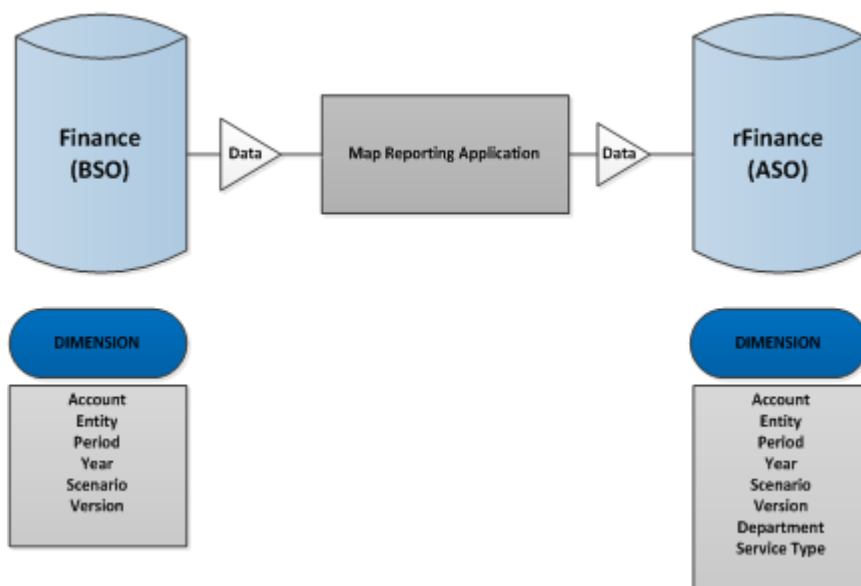 Finance
(BSO)
Data
Map Reporting Application
Data
rFinance
(ASO)
DIMENSION
Account
Entity
Period
Year
Scenario
Version
DIMENSION
Account
Entity
Period
Year
Scenario
Version
Department
Service Type